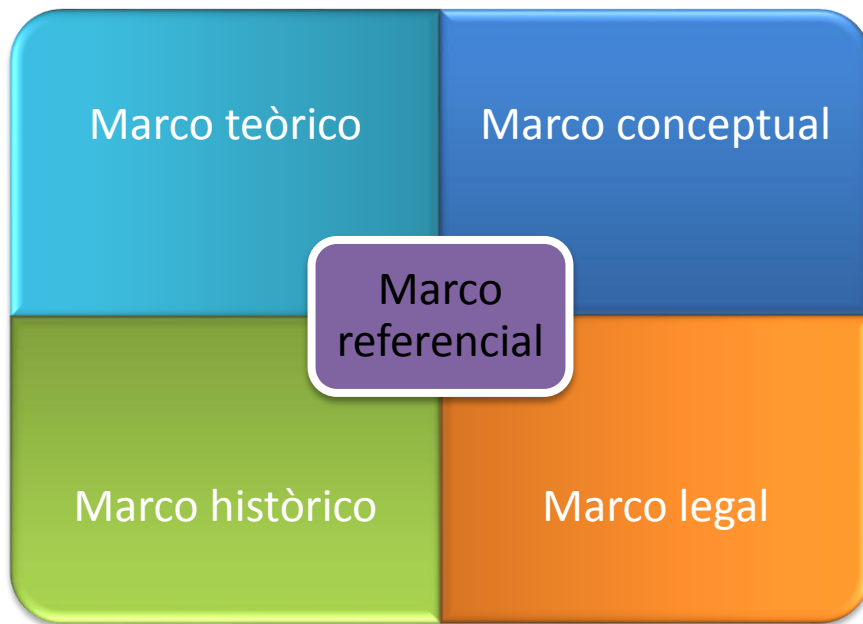 Marco teòrico
Marco conceptual
Marco
referencial
Marco històrico
Marco legal